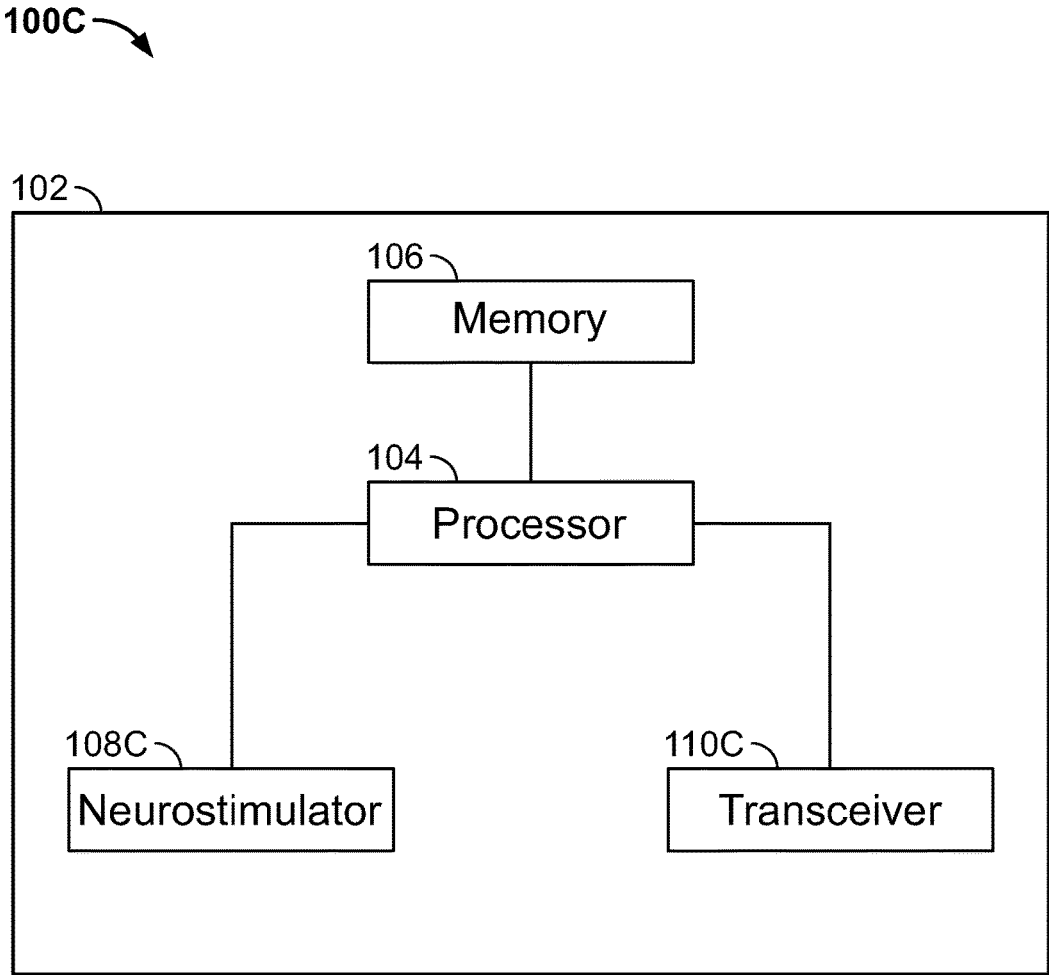 100C
102
106
Memory
104
Processor
108C
Neurostimulator
110C
Transceiver